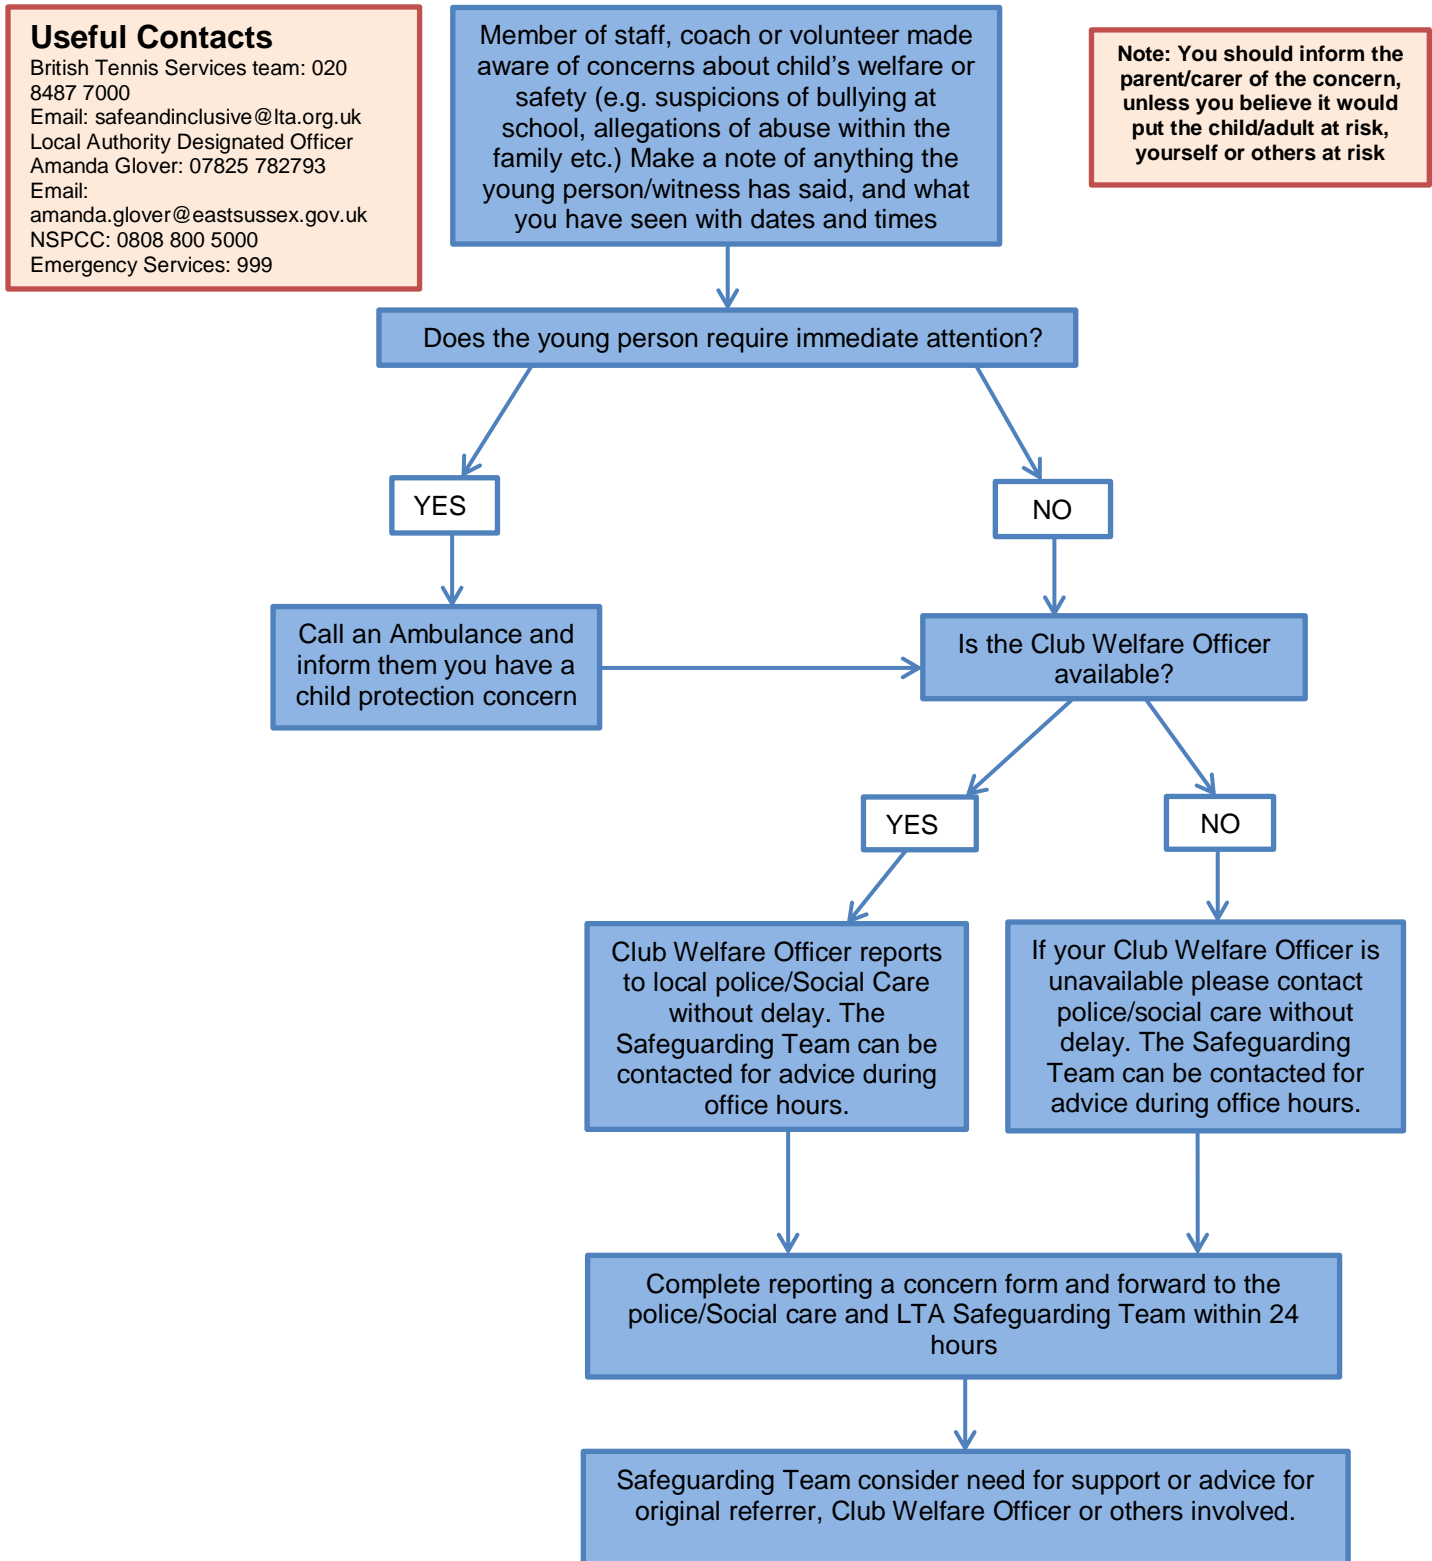 Useful Contacts
British Tennis Services team: 020
8487 7000
Email: safeandinclusive@lta.org.uk
Local Authority Designated Officer
Amanda Glover: 07825 782793
Email:
amanda.glover@eastsussex.gov.uk
NSPCC: 0808 800 5000
Emergency Services: 999
Member of staff, coach or volunteer made
aware of concerns about child's welfare or
safety (e.g. suspicions of bullying at
school, allegations of abuse within the
family etc.) Make a note of anything the
young person/witness has said, and what
you have seen with dates and times
Note: You should inform the
parent/carer of the concern,
unless you believe it would
put the child/adult at risk,
yourself or others at risk
Does the young person require immediate attention?
YES
NO
Call an Ambulance and
inform them you have a
child protection concern
Is the Club Welfare Officer
available?
YES
NO
Club Welfare Officer reports
to local police/Social Care
without delay. The
Safeguarding Team can be
contacted for advice during
office hours.
If your Club Welfare Officer is
unavailable please contact
police/social care without
delay. The Safeguarding
Team can be contacted for
advice during office hours.
Complete reporting a concern form and forward to the
police/Social care and LTA Safeguarding Team within 24
hours
Safeguarding Team consider need for support or advice for
original referrer, Club Welfare Officer or others involved.